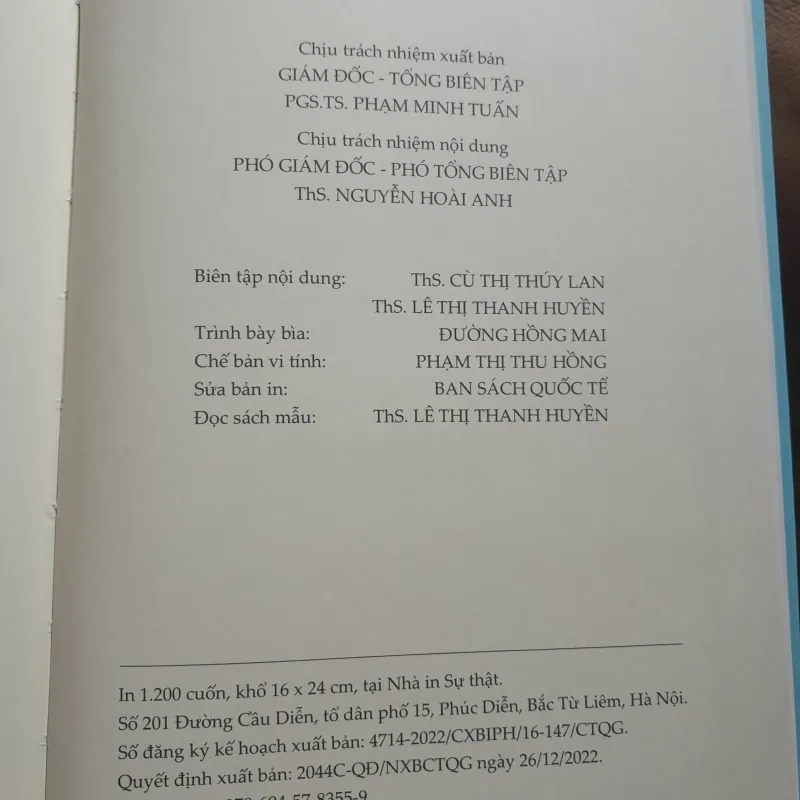 Chịu trách nhiệm xuất bản
GIÁM ĐỐC - TỔNG BIÊN TẬP
PGS.TS. PHẠM MINH TUẤN
Chịu trách nhiệm nội dung
PHÓ GIÁM ĐỐC - PHÓ TỔNG BIÊN TẬP
ThS. NGUYỄN HOÀI ANH
Biên tập nội dung: ThS. CÙ THỊ THÚY LAN
ThS. LÊ THỊ THANH HUYỀN
Trình bày bìa: ĐƯỜNG HỒNG MAI
Chế bản vi tính: PHẠM THỊ THU HỒNG
Sửa bản in: BAN SÁCH QUỐC TẾ
Đọc sách mẫu: ThS. LÊ THỊ THANH HUYỀN
In 1.200 cuốn, khổ 16 x 24 cm, tại Nhà in Sự thật.
Số 201 Đường Cầu Diễn, tổ dân phố 15, Phúc Diễn, Bắc Từ Liêm, Hà Nội.
Số đăng ký kế hoạch xuất bản: 4714-2022/CXBIPH/16-147/CTQG.
Quyết định xuất bản: 2044C-QĐ/NXBCTQG ngày 26/12/2022.
57-8355-9